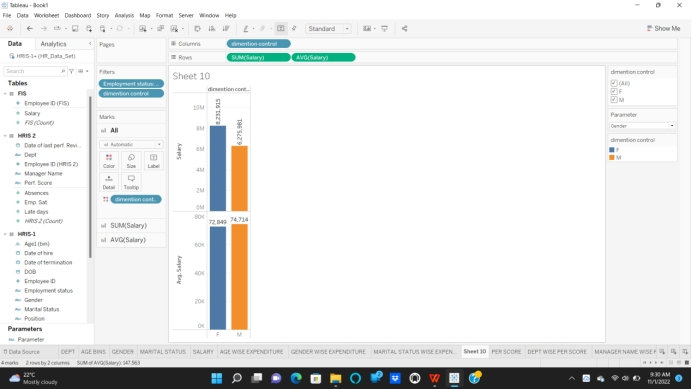 Tableau - Book1
File Data Worksheet Dashboard Story Analysis Map Format Server Window Help
Standard
Show Me
Data Analytics
HRIS-1+ (HR_Data_Set)
Search
Tables
FIS
Employee ID (FIS)
Salary
FIS (Count)
HRIS 2
Date of last perf. Revi...
Dept
Employee ID (HRIS 2)
Manager Name
Perf. Score
Absences
Emp. Sat
Late days
HRIS 2 (Count)
HRIS-1
Age1 (bin)
Date of hire
Date of termination
DOB
Employee ID
Employment status
Gender
Marital Status
Position
Parameters
Parameter
Pages
Filters
Employment status: ...
dimention control
Marks
All
Automatic
Color Size Label
Detail Tooltip
dimention cont...
SUM(Salary)
AVG(Salary)
Columns dimention control
Rows SUM(Salary) AVG(Salary)
Sheet 10
dimention cont..
10M
8M
6M
4M
2M
0M
Salary
8,231,915
6,275,981
80K
60K
40K
20K
0K
Avg. Salary
72,849 74,714
F M
dimention control
(All)
F
M
Parameter
Gender
dimention control
F
M
Data Source DEPT AGE BINS GENDER MARITAL STATUS SALARY AGE WISE EXPENDITURE GENDER WISE EXPENDITURE MARITAL STATUS WISE EXPEN... Sheet 10 PER SCORE DEPT WISE PER SCORE MANAGER NAME WISE F
4 marks 2 rows by 2 columns SUM of AVG(Salary): 147,563
22°C
Mostly cloudy
9:30 AM
11/1/2022